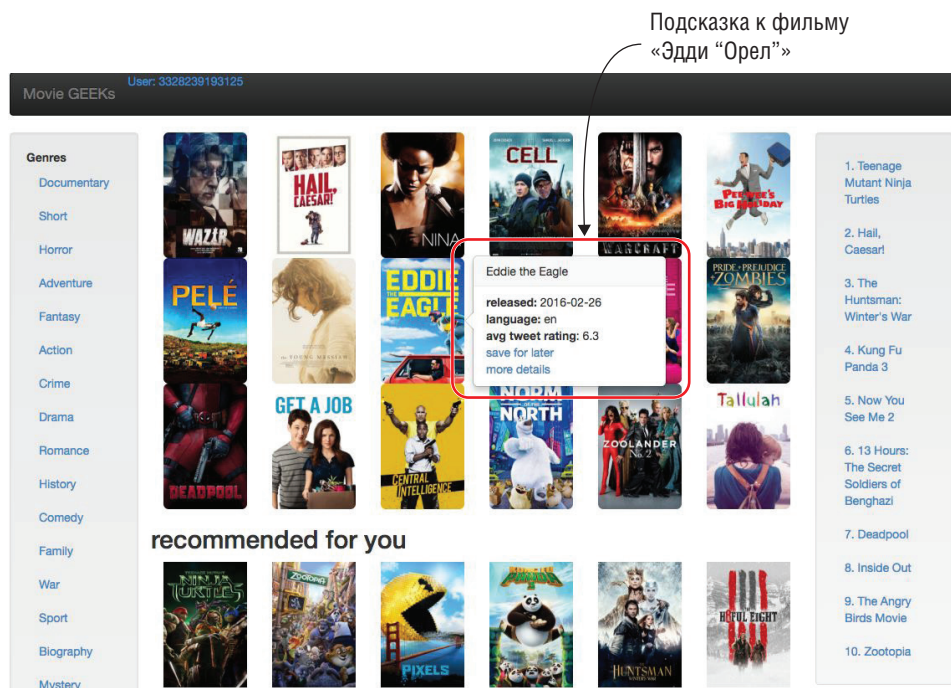 Подсказка к фильму
«Эдди “Орел”»
Movie GEEKs
User: 3328239193125
Genres
Documentary
Short
Horror
Adventure
Fantasy
Action
Crime
Drama
Romance
History
Comedy
Family
War
Sport
Biography
Mystery
WAZIR
HAIL,
CAESAR!
NINA
CELL
WARCRAFT
PEE-WEE'S
BIG HOLIDAY
PELÉ
THE YOUNG MESSIAH
EDDIE
THE
EAGLE
Eddie the Eagle
released: 2016-02-26
language: en
avg tweet rating: 6.3
save for later
more details
PRIDE + PREJUDICE
+ ZOMBIES
DEADPOOL
GET A JOB
CENTRAL
INTELLIGENCE
NORM
NORTH
ZOOLANDER
No. 2
Tallulah
recommended for you
NINJA
TURTLES
ZOOTOPIA
PIXELS
PANDA
HUNTSMAN
WINTER'S WAR
H8FUL EIGHT
1. Teenage
Mutant Ninja
Turtles
2. Hail,
Caesar!
3. The
Huntsman:
Winter's War
4. Kung Fu
Panda 3
5. Now You
See Me 2
6. 13 Hours:
The Secret
Soldiers of
Benghazi
7. Deadpool
8. Inside Out
9. The Angry
Birds Movie
10. Zootopia